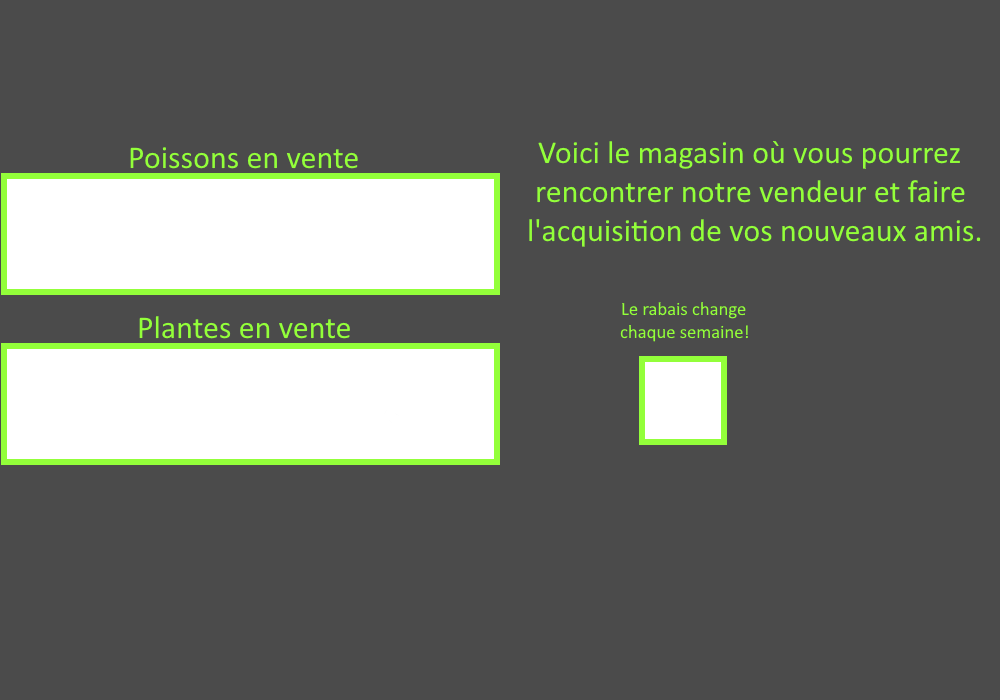 Poissons en vente
Plantes en vente
Voici le magasin où vous pourrez
rencontrer notre vendeur et faire
l'acquisition de vos nouveaux amis.
Le rabais change
chaque semaine!